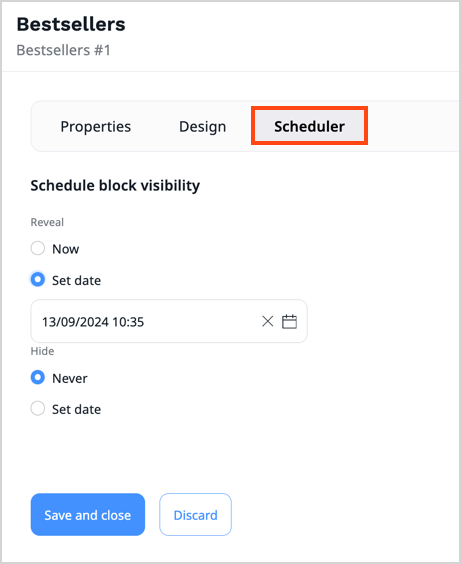 Bestsellers
Bestsellers #1
Properties Design Scheduler
Schedule block visibility
Reveal
Now
Set date
13/09/2024 10:35
Hide
Never
Set date
Save and close Discard